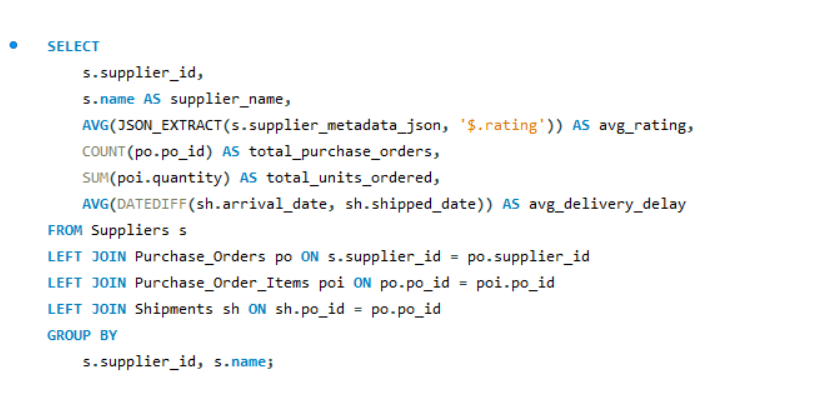 SELECT
s.supplier_id,
s.name AS supplier_name,
AVG(JSON_EXTRACT(s.supplier_metadata_json, '$.rating')) AS avg_rating,
COUNT(po.po_id) AS total_purchase_orders,
SUM(poi.quantity) AS total_units_ordered,
AVG(DATEDIFF(sh.arrival_date, sh.shipped_date)) AS avg_delivery_delay
FROM Suppliers s
LEFT JOIN Purchase_Orders po ON s.supplier_id = po.supplier_id
LEFT JOIN Purchase_Order_Items poi ON po.po_id = poi.po_id
LEFT JOIN Shipments sh ON sh.po_id = po.po_id
GROUP BY
s.supplier_id, s.name;